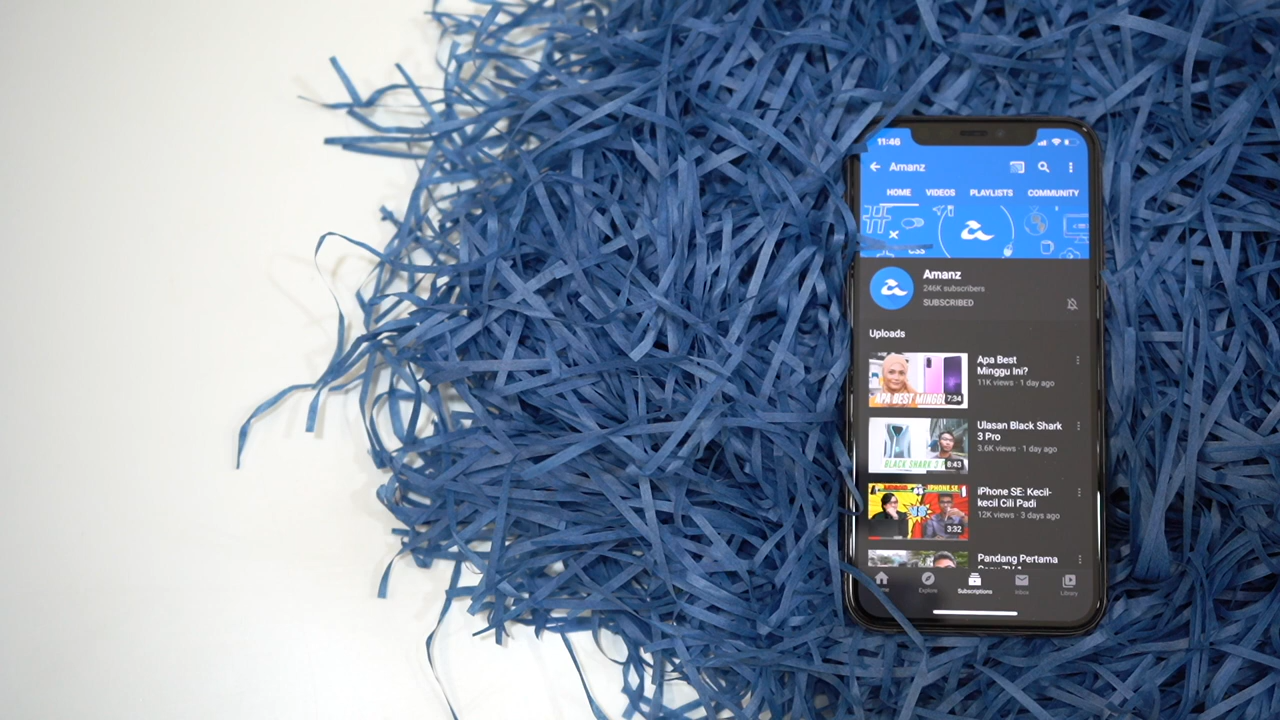 11:46
Amanz
HOME VIDEOS PLAYLISTS COMMUNITY
#
CSS
Amanz
246K subscribers
SUBSCRIBED
Uploads
APA BEST MINGGU
7:34
Apa Best
Minggu Ini?
11K views · 1 day ago
BLACK SHARK 3
8:43
Ulasan Black Shark
3 Pro
3.6K views · 1 day ago
IPHONE SE
3:32
iPhone SE: Kecil-
kecil Cili Padi
12K views · 3 days ago
Pandang Pertama
Explore Subscriptions Inbox Library